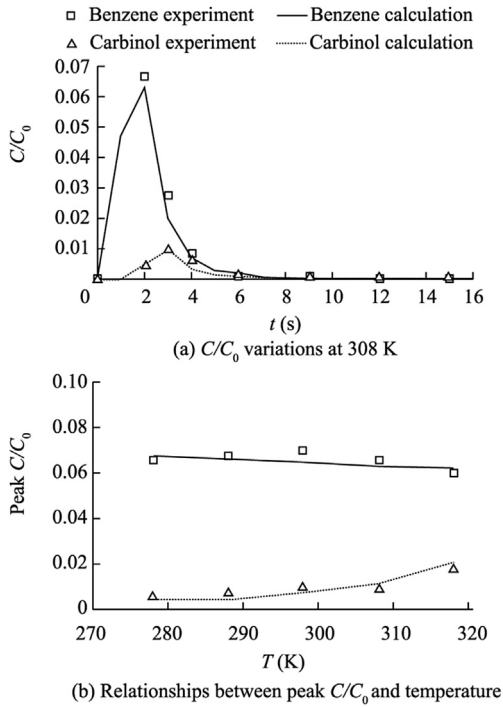 Benzene experiment
Benzene calculation
Carbinol experiment
Carbinol calculation
0.07
0.06
0.05
0.04
0.03
0.02
0.01
C/C₀
0 2 4 6 8 10 12 14 16
t (s)
(a) C/C₀ variations at 308 K
0.10
0.08
0.06
0.04
0.02
0
Peak C/C₀
270 280 290 300 310 320
T (K)
(b) Relationships between peak C/C₀ and temperature